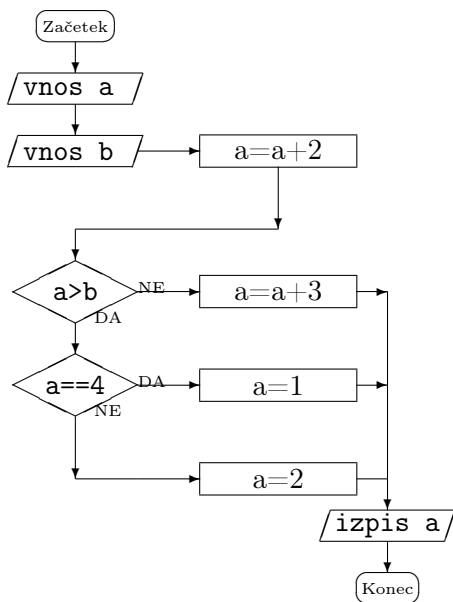 Začetek
vnos a
vnos b
a=a+2
a>b
NE
a=a+3
DA
a==4
DA
a=1
NE
a=2
izpis a
Konec